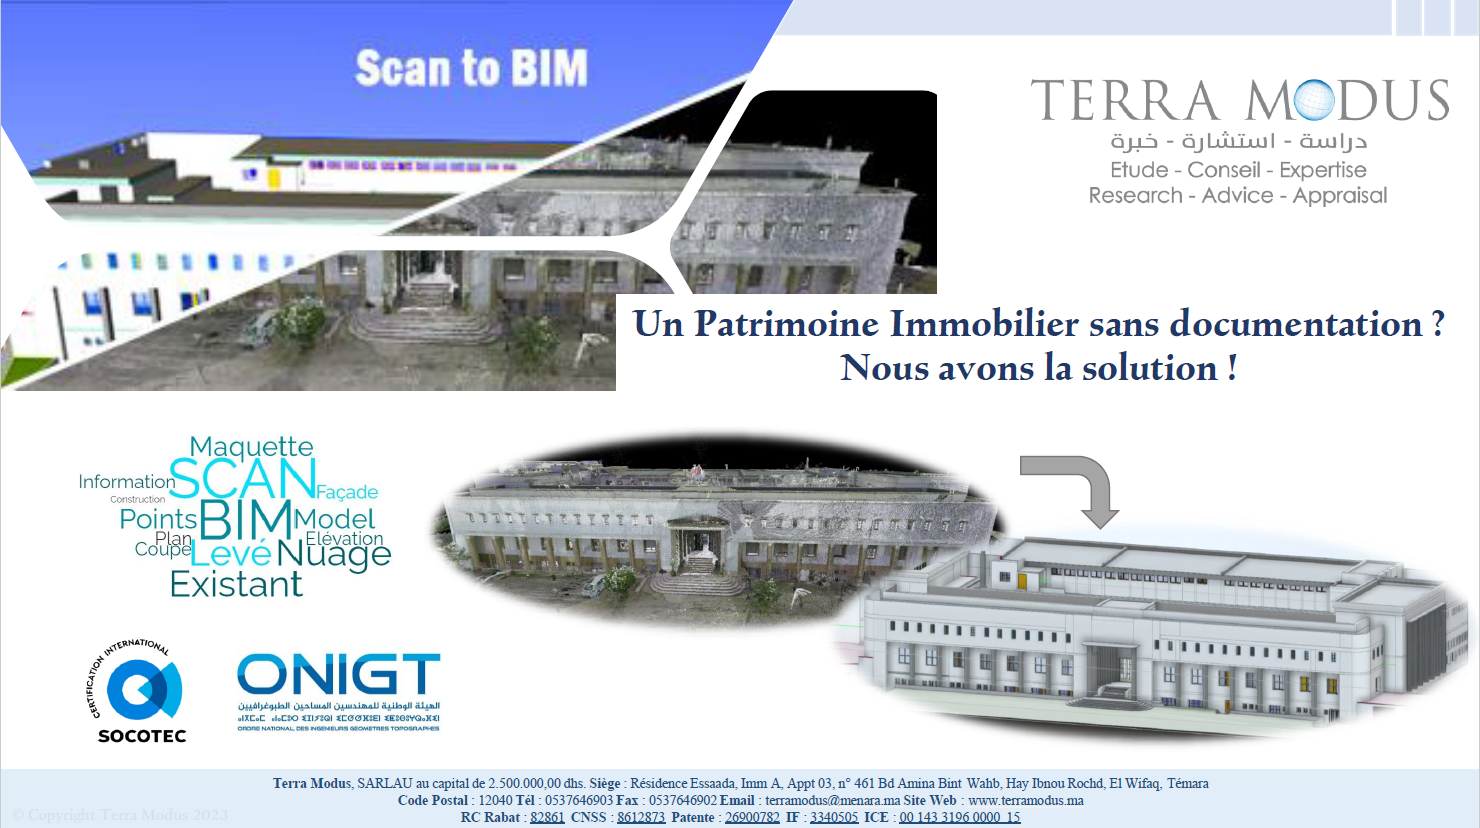 Scan to BIM
TERRA MODUS
دراسة - استشارة - خبرة
Etude - Conseil - Expertise
Research - Advice - Appraisal
Un Patrimoine Immobilier sans documentation ?
Nous avons la solution !
Maquette
SCAN
Information
Construction
Façade
Points
BIM
Model
Plan
Elévation
Coupe
Levé
Nuage
Existant
CERTIFICATION INTERNATIONAL
SOCOTEC
ONIGT
الهيئة الوطنية للمهندسين المساحين الطبوغرافيين
ORDRE NATIONAL DES INGENIEURS GEOMETRES TOPOGRAPHES
Terra Modus, SARLAU au capital de 2.500.000,00 dhs. Siège : Résidence Essaada, Imm A, Appt 03, n° 461 Bd Amina Bint Wahb, Hay Ibnou Rochd, El Wifaq, Témara
Code Postal : 12040 Tél : 0537646903 Fax : 0537646902 Email : terramodus@menara.ma Site Web : www.terramodus.ma
RC Rabat : 82861 CNSS : 8612873 Patente : 26900782 IF : 3340505 ICE : 00 143 3196 0000 15
© Copyright Terra Modus 2023